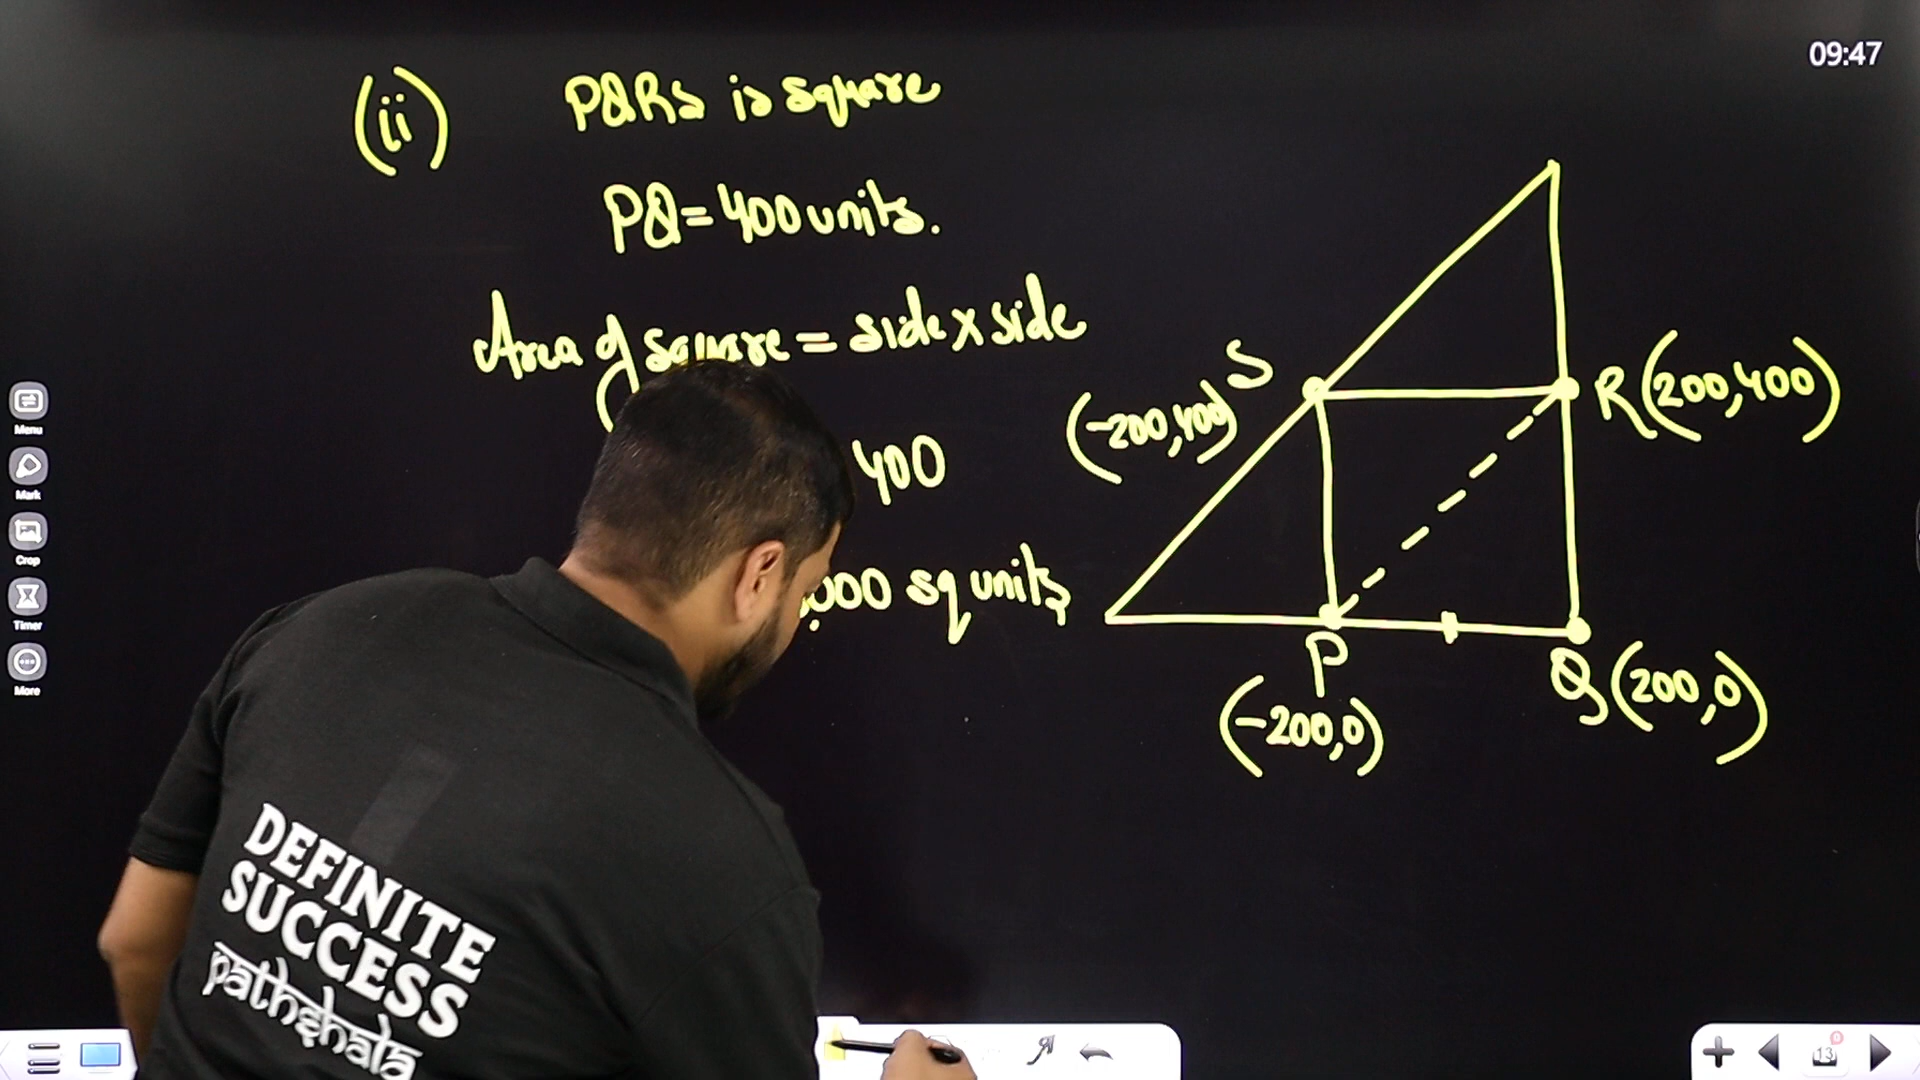 09:47
(ii) PQRS is square
PQ=400 units.
Area of square = side x side
400
000 sq units
S
(-200,400)
R(200,400)
P
(-200,0)
Q(200,0)
Menu
Mark
Crop
Timer
More
DEFINITE
SUCCESS
pathshala
13